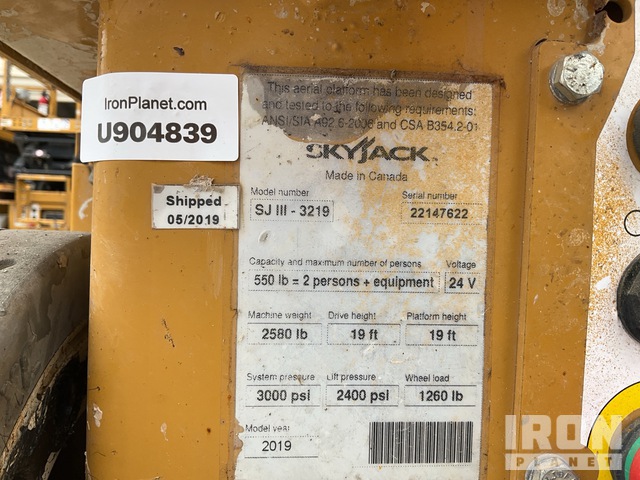 IronPlanet.com
U904839
Shipped
05/2019
This aerial platform has been designed
and tested to the following requirements:
ANSI/SIA A92.6-2006 and CSA B354.2-01
SKYJACK
Made in Canada
Model number Serial number
SJ III - 3219 22147622
Capacity and maximum number of persons Voltage
550 lb = 2 persons + equipment 24 V
Machine weight Drive height Platform height
2580 lb 19 ft 19 ft
System pressure Lift pressure Wheel load
3000 psi 2400 psi 1260 lb
Model year
2019
IRON
PLANET